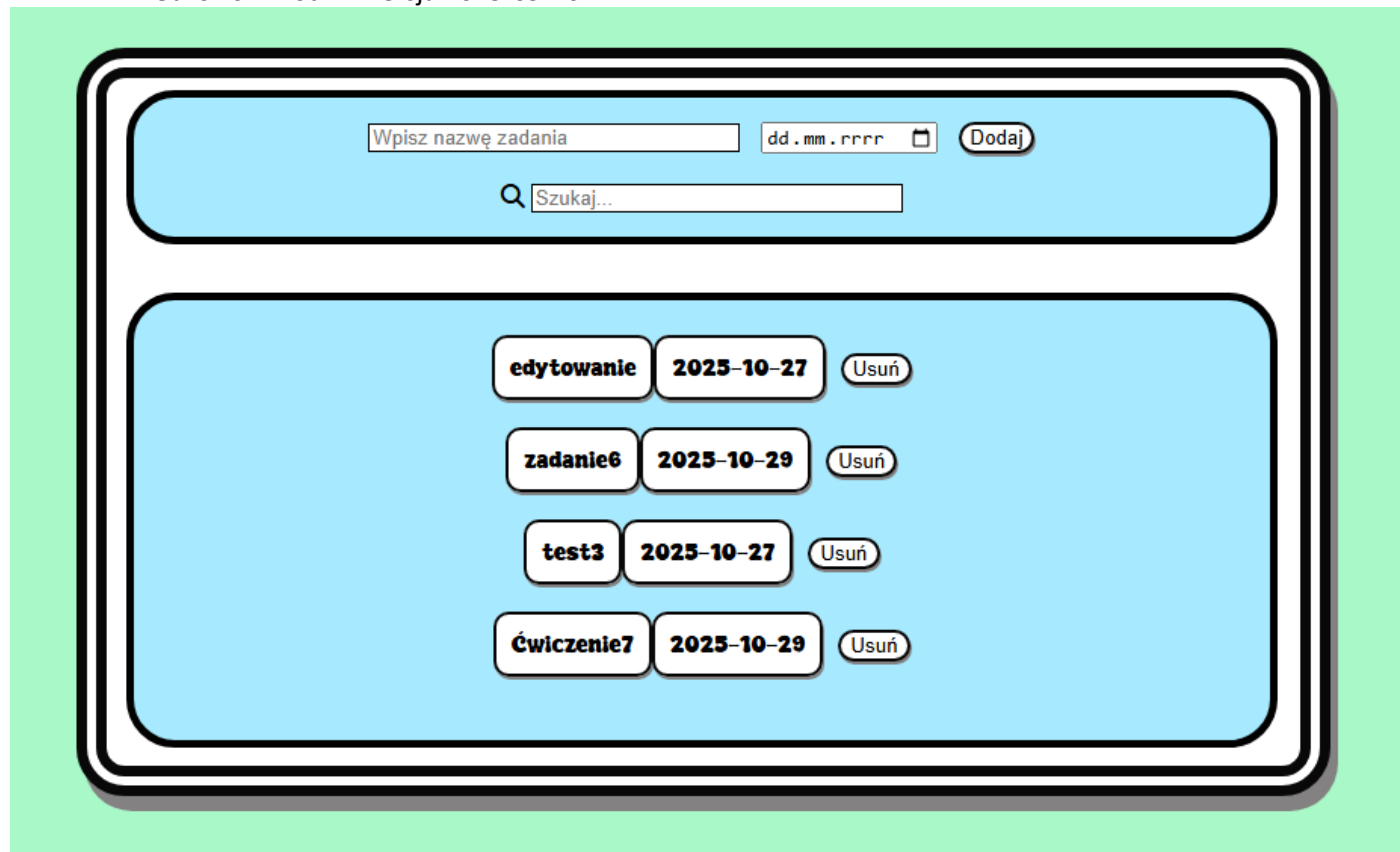 Wpisz nazwę zadania dd.mm.rrrr Dodaj
Szukaj...
edytowanie 2025-10-27 Usuń
zadanie6 2025-10-29 Usuń
test3 2025-10-27 Usuń
Ćwiczenie7 2025-10-29 Usuń